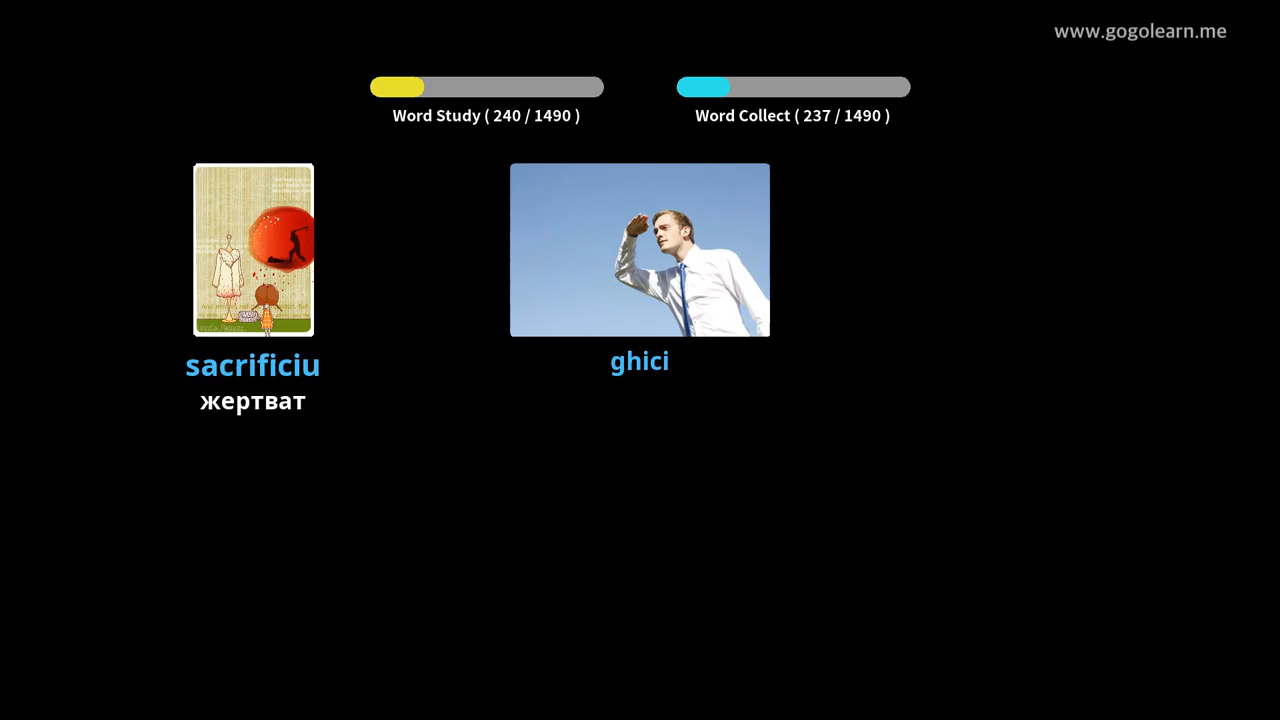 www.gogolearn.me
Word Study ( 240 / 1490 )
Word Collect ( 237 / 1490 )
sacrificiu
жертват
ghici